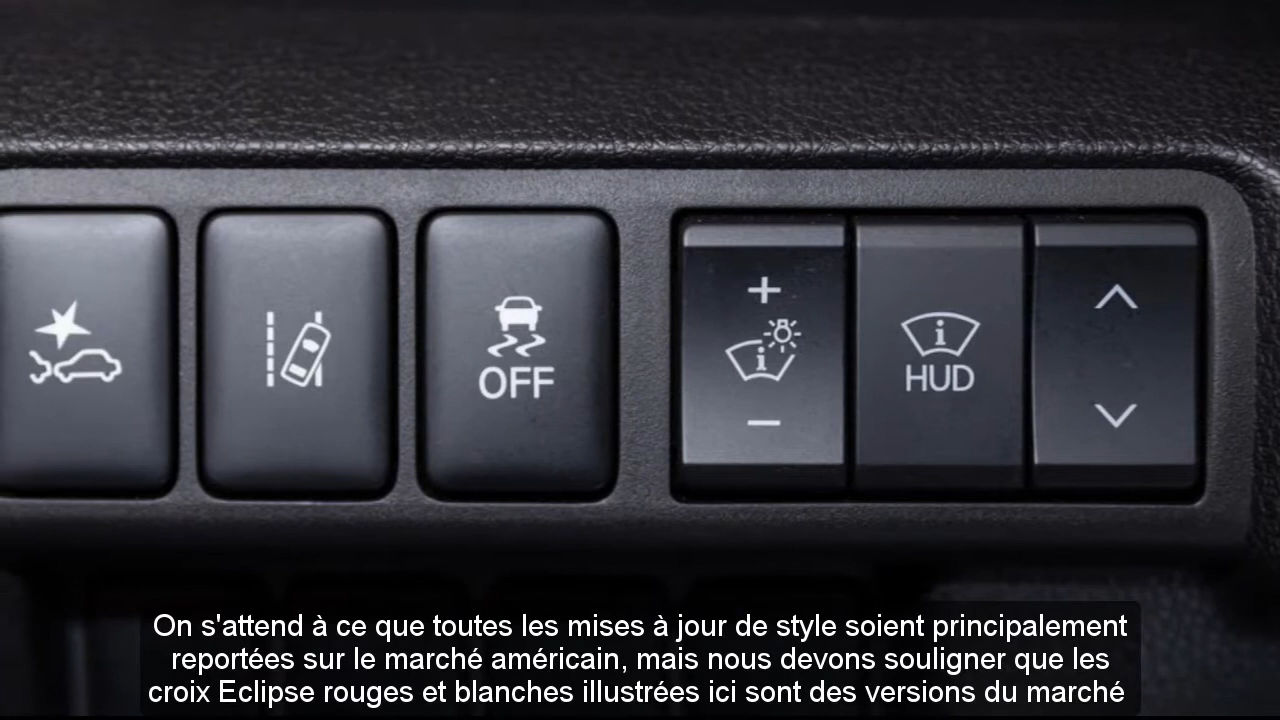 OFF
+
i
−
i
HUD
On s'attend à ce que toutes les mises à jour de style soient principalement
reportées sur le marché américain, mais nous devons souligner que les
croix Eclipse rouges et blanches illustrées ici sont des versions du marché